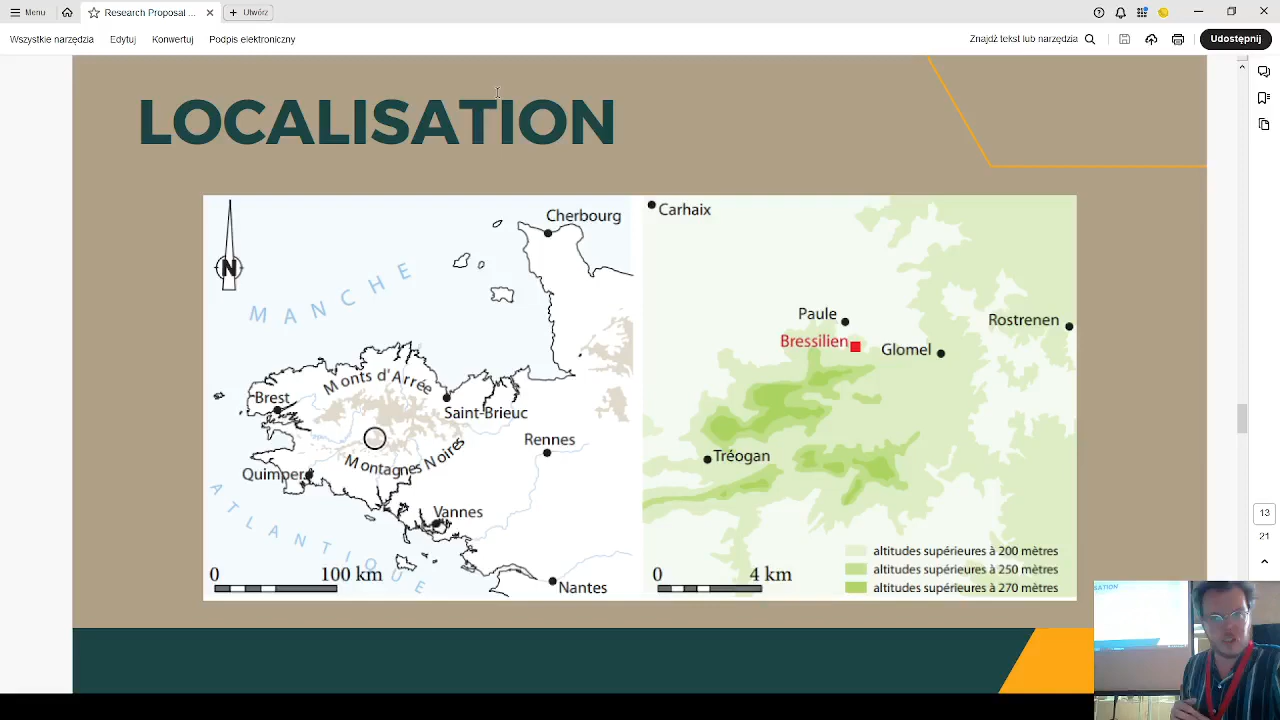 Menu
Research Proposal ...
Utwórz
Wszystkie narzędzia
Edytuj
Konwertuj
Podpis elektroniczny
Znajdź tekst lub narzędzia
Udostępnij
LOCALISATION
N
MANCHE
Cherbourg
Monts d'Arrée
Brest
Saint-Brieuc
Rennes
Montagnes Noires
Quimper
Vannes
ATLANTIQUE
0 100 km
Nantes
Carhaix
Paule
Bressilien
Glomel
Rostrenen
Tréogan
altitudes supérieures à 200 mètres
altitudes supérieures à 250 mètres
altitudes supérieures à 270 mètres
0 4 km
13
21